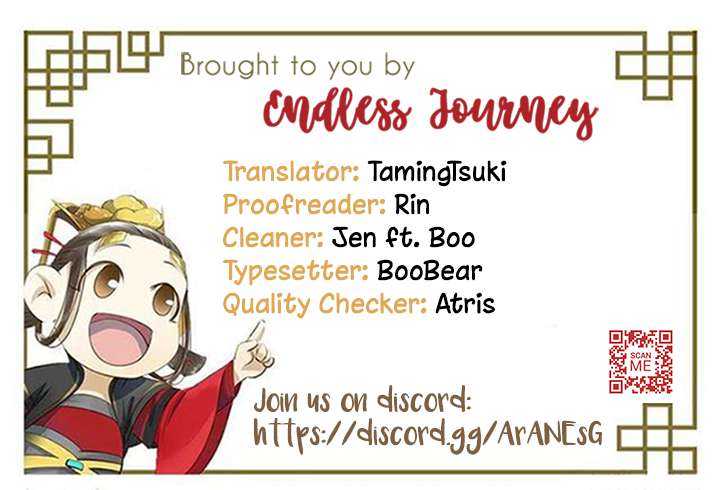 Brought to you by
Endless Journey
Translator: TamingTsuki
Proofreader: Rin
Cleaner: Jen ft. Boo
Typesetter: BooBear
Quality Checker: Atris
SCAN
ME
Join us on discord:
https://discord.gg/ArANEsG